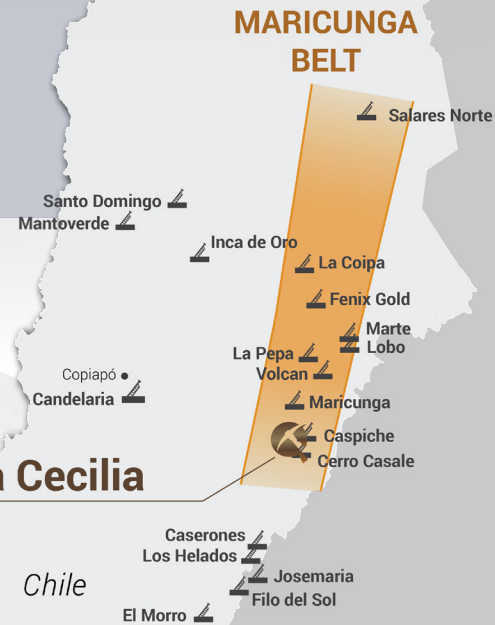 MARICUNGA
BELT
Salares Norte
Santo Domingo
Mantoverde
Inca de Oro
La Coipa
Fenix Gold
Marte
Lobo
La Pepa
Volcan
Copiapó
Candelaria
Maricunga
Caspiche
Cerro Casale
a Cecilia
Caserones
Los Helados
Josemaria
Filo del Sol
Chile
El Morro